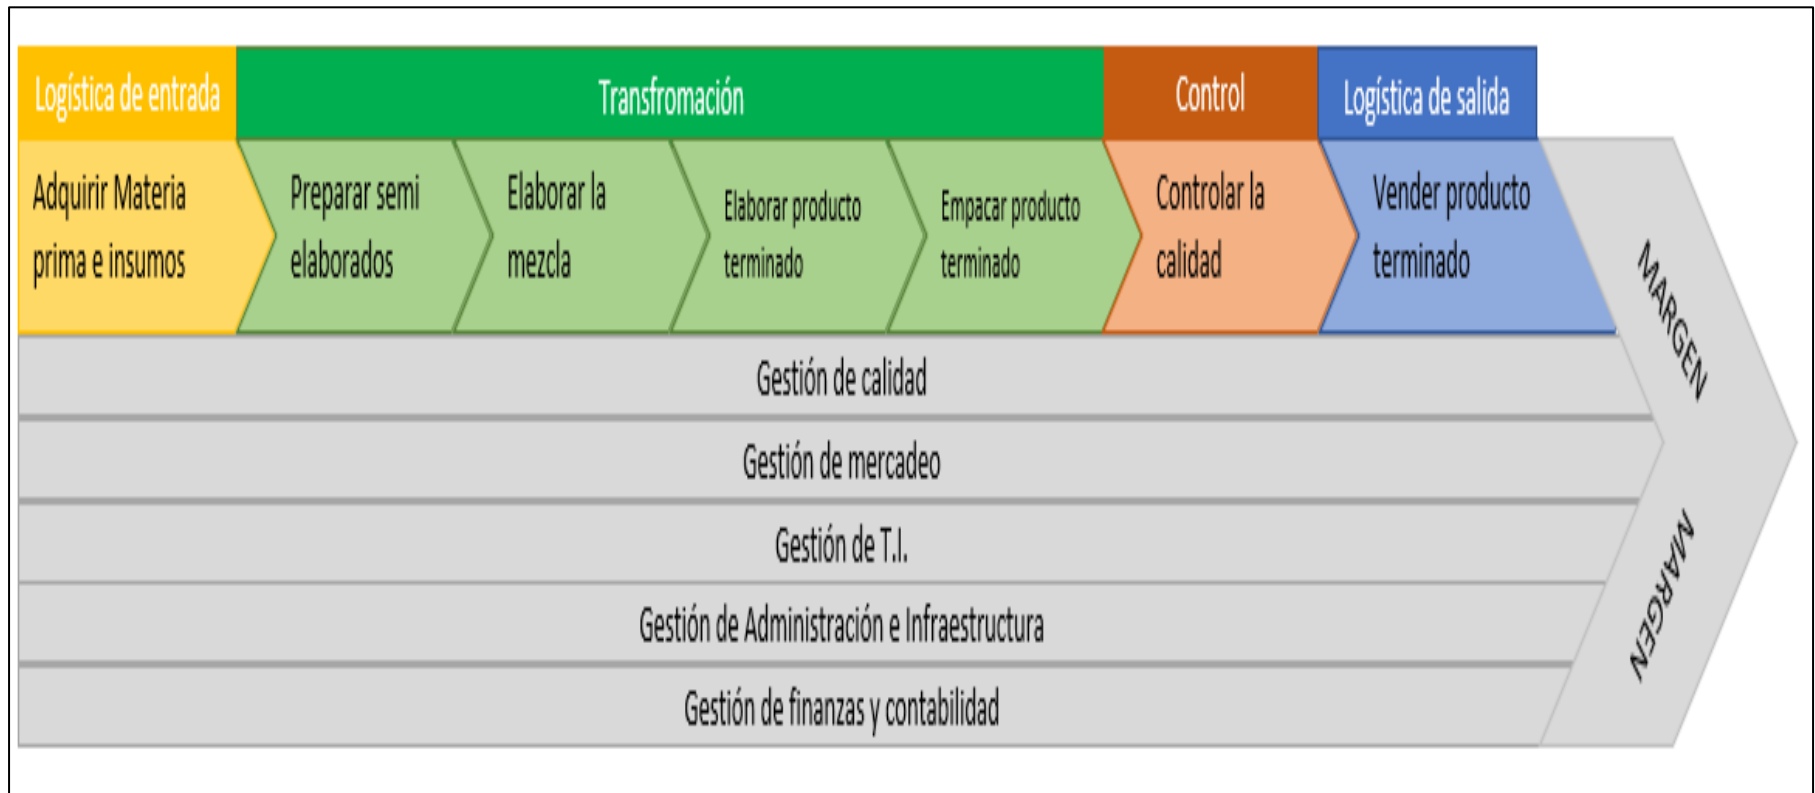 Logística de entrada
Transfromación
Control
Logística de salida
Adquirir Materia
prima e insumos
Preparar semi
elaborados
Elaborar la
mezcla
Elaborar producto
terminado
Empacar producto
terminado
Controlar la
calidad
Vender producto
terminado
MARGEN
Gestión de calidad
Gestión de mercadeo
Gestión de T.I.
Gestión de Administración e Infraestructura
Gestión de finanzas y contabilidad
MARGEN